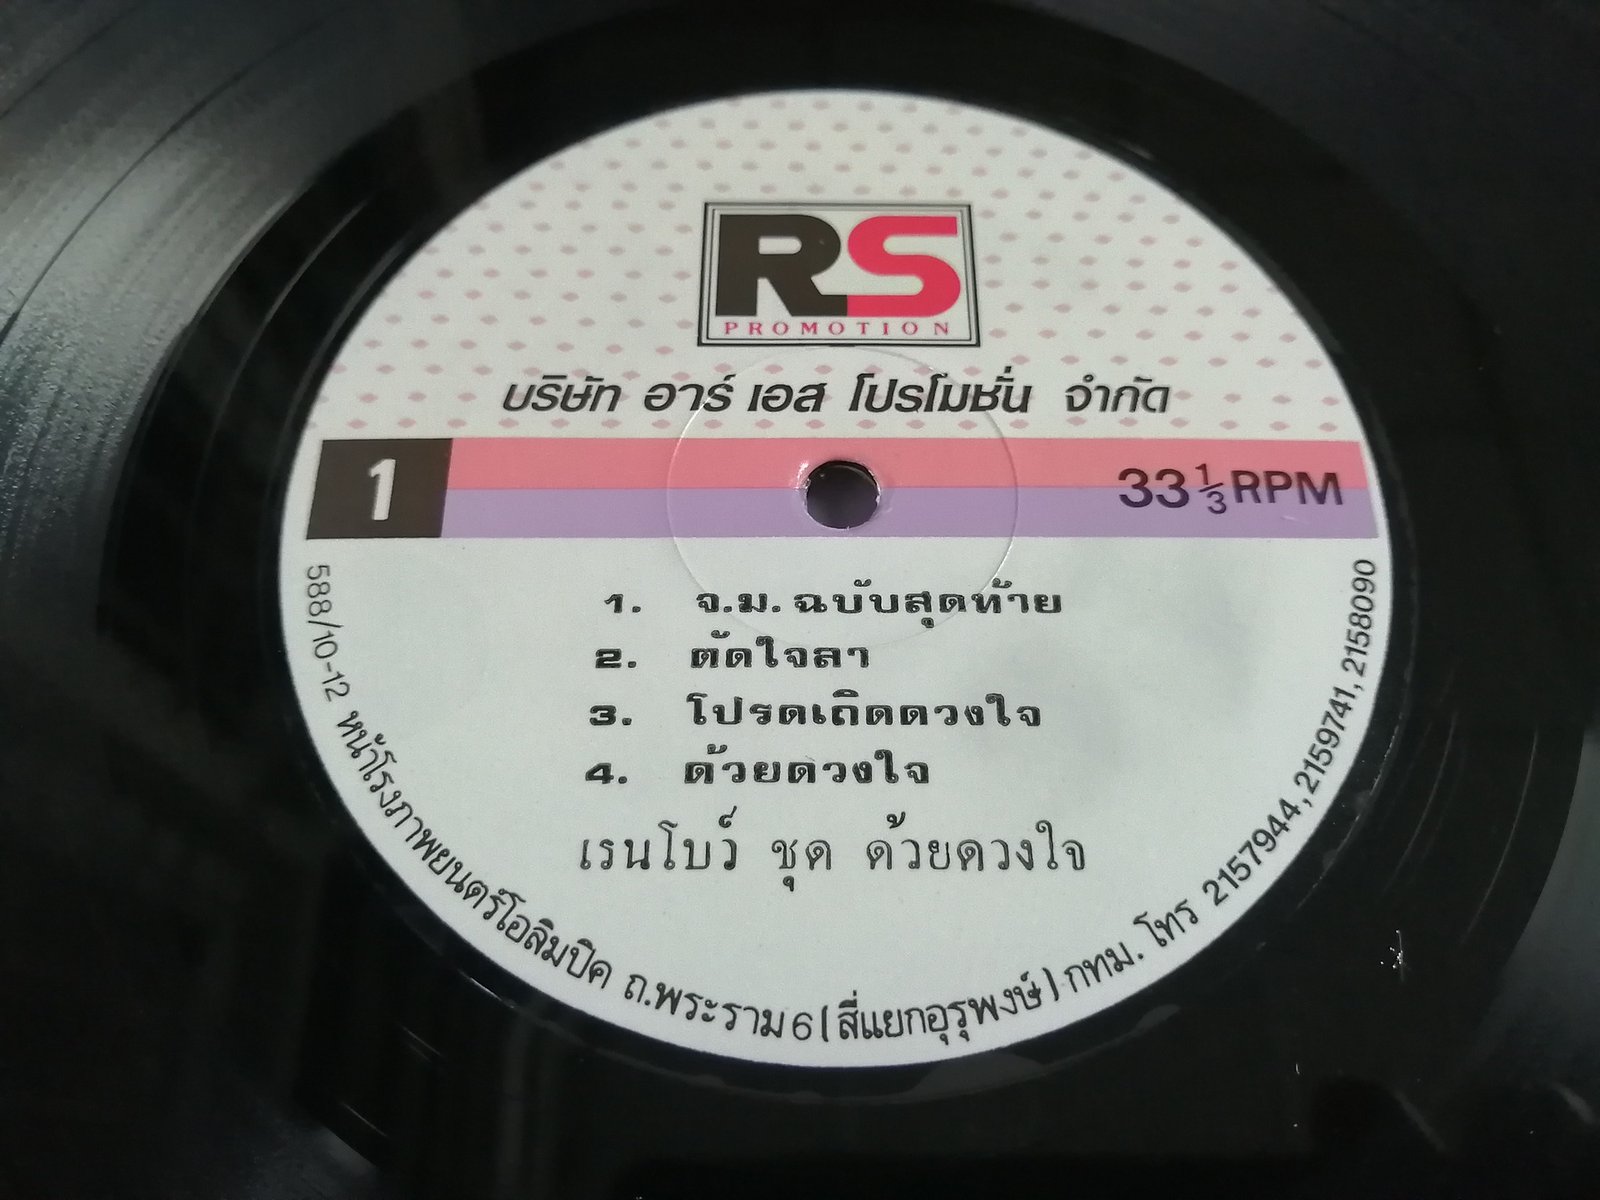 RS
PROMOTION
บริษัท อาร์ เอส โปรโมชั่น จำกัด
1
33 1/3 RPM
1. จ.ม.ฉบับสุดท้าย
2. ตัดใจลา
3. โปรดเถิดดวงใจ
4. ด้วยดวงใจ
เรนโบว์ ชุด ด้วยดวงใจ
588/10-12 หน้าโรงภาพยนตร์โอลิมปิค ถ.พระราม6(สี่แยกอุรุพงษ์) กทม. โทร 2157944, 2159741, 2158090